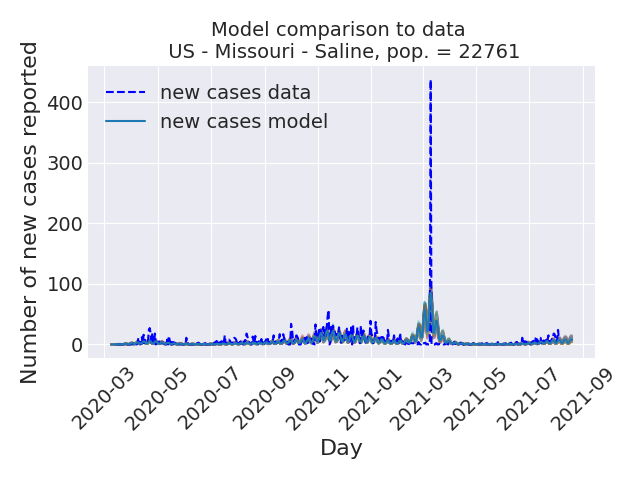 Model comparison to data
US - Missouri - Saline, pop. = 22761
Number of new cases reported
400
300
200
100
0
new cases data
new cases model
2020-03
2020-05
2020-07
2020-09
2020-11
2021-01
2021-03
2021-05
2021-07
2021-09
Day